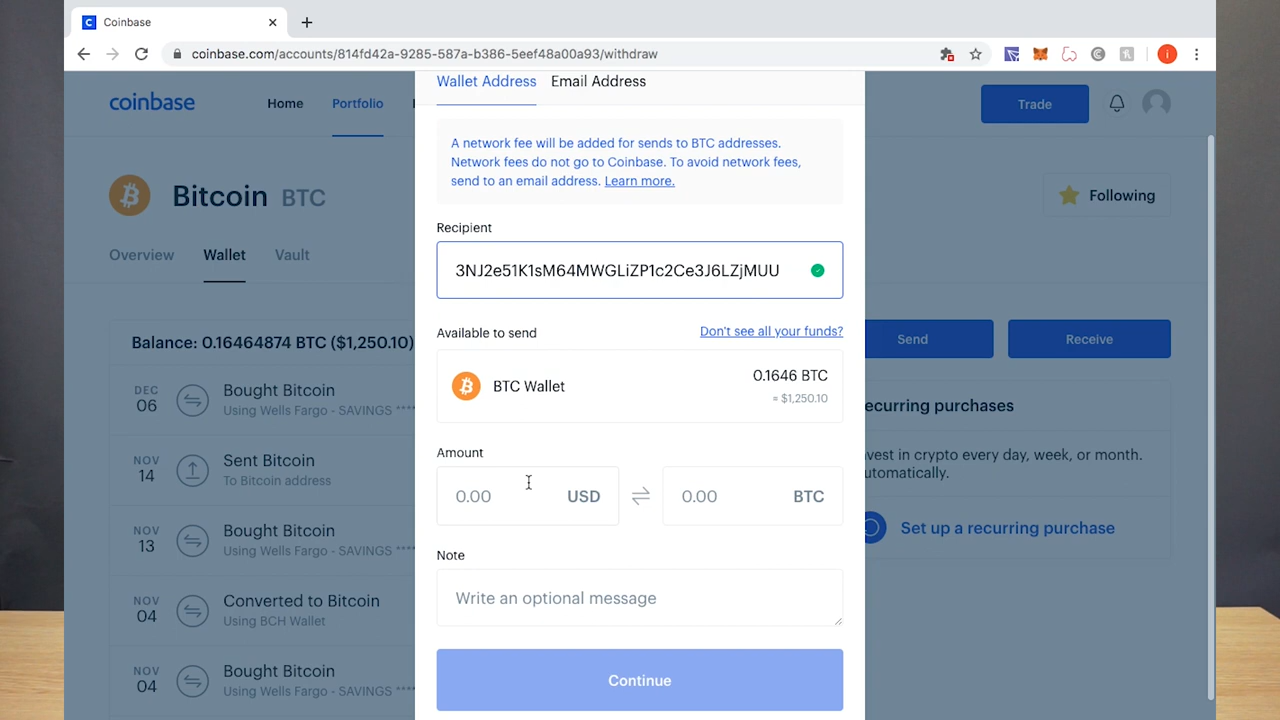 Coinbase
coinbase.com/accounts/814fd42a-9285-587a-b386-5eef48a00a93/withdraw
coinbase
Home
Portfolio
Trade
Bitcoin BTC
Following
Overview
Wallet
Vault
Balance: 0.16464874 BTC ($1,250.10)
DEC
06
Bought Bitcoin
Using Wells Fargo - SAVINGS ****
NOV
14
Sent Bitcoin
To Bitcoin address
NOV
13
Bought Bitcoin
Using Wells Fargo - SAVINGS ****
NOV
04
Converted to Bitcoin
Using BCH Wallet
NOV
04
Bought Bitcoin
Using Wells Fargo - SAVINGS ****
Wallet Address
Email Address
A network fee will be added for sends to BTC addresses.
Network fees do not go to Coinbase. To avoid network fees,
send to an email address. Learn more.
Recipient
3NJ2e51K1sM64MWGLiZP1c2Ce3J6LZjMUU
Available to send
Don't see all your funds?
BTC Wallet
0.1646 BTC
= $1,250.10
Amount
0.00 USD
0.00 BTC
Note
Write an optional message
Continue
Send
Receive
ecurring purchases
vest in crypto every day, week, or month.
utomatically.
Set up a recurring purchase